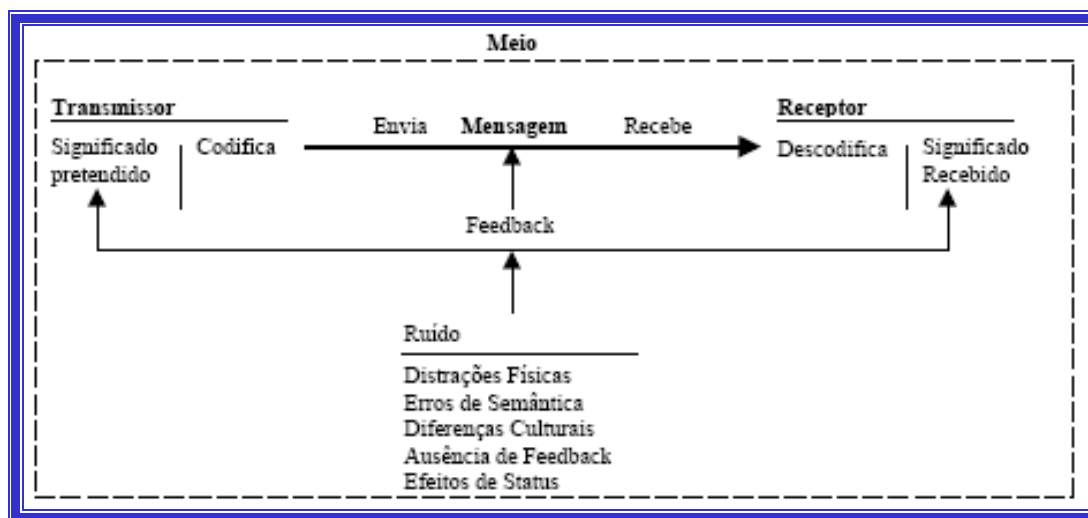 Meio
Transmissor
Significado
pretendido
Codifica
Envia Mensagem Recebe
Receptor
Descodifica
Significado
Recebido
Feedback
Ruído
Distrações Físicas
Erros de Semântica
Diferenças Culturais
Ausência de Feedback
Efeitos de Status